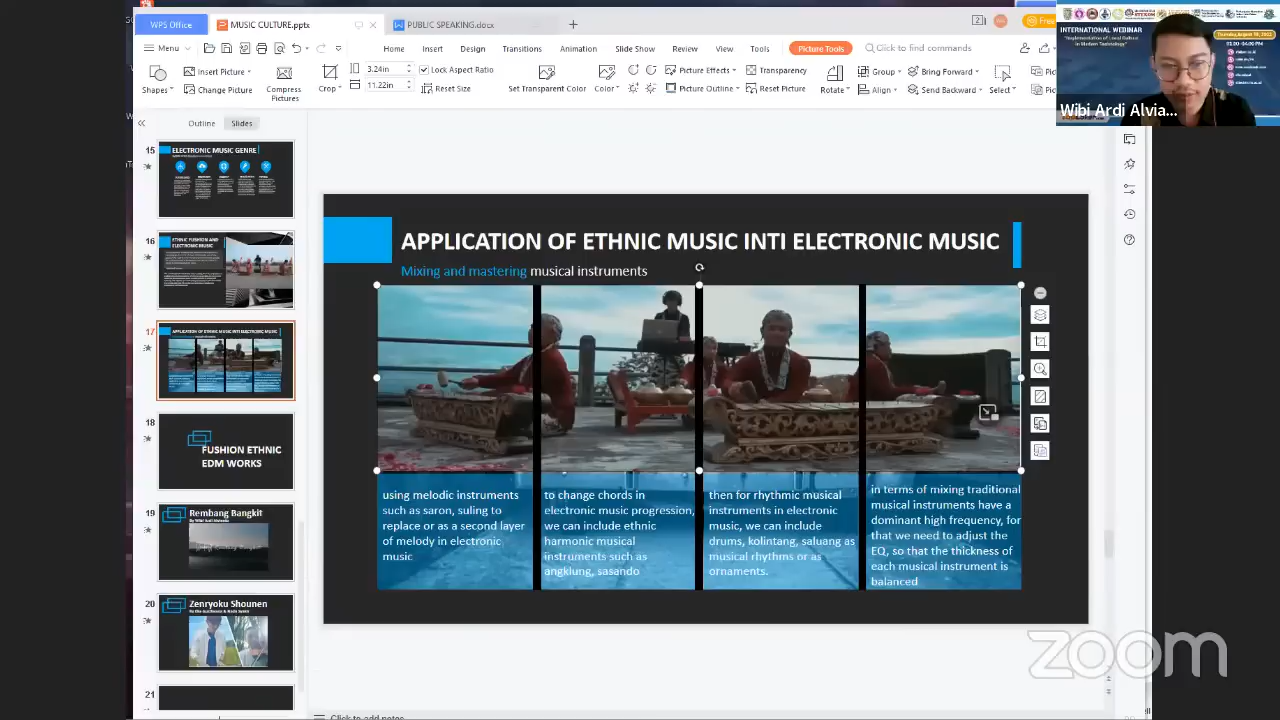 WPS Office
MUSIC CULTURE.pptx
PUBLIC SPEAKING.docx
Free
Menu
Home
Design
Transitions
Animation
Slide Show
Review
View
Tools
Picture Tools
Click to find commands
Shapes
Insert Picture
Change Picture
Compress
Pictures
Crop
3.24in
11.22in
Lock Aspect Ratio
Reset Size
Set Transparent Color
Color
Picture Effects
Picture Outline
Transparency
Reset Picture
Rotate
Group
Align
Bring Forward
Send Backward
Select
INTERNATIONAL WEBINAR
Wibi Ardi Alvia...
Outline
Slides
15
ELECTRONIC MUSIC GENRE
16
ETHNIC FUSHION AND
ELECTRONIC MUSIC
17
APPLICATION OF ETHNIC MUSIC INTI ELECTRONIC MUSIC
18
FUSHION ETHNIC
EDM WORKS
19
Rembang Bangkit
20
Zenryoku Shounen
21
APPLICATION OF ETHNIC MUSIC INTI ELECTRONIC MUSIC
Mixing and mastering musical instruments
using melodic instruments
such as saron, suling to
replace or as a second layer
of melody in electronic
music
to change chords in
electronic music progression,
we can include ethnic
harmonic musical
instruments such as
angklung, sasando
then for rhythmic musical
instruments in electronic
music, we can include
drums, kolintang, saluang as
musical rhythms or as
ornaments.
in terms of mixing traditional
musical instruments have a
dominant high frequency, for
that we need to adjust the
EQ, so that the thickness of
each musical instrument is
balanced
zoom
Click to add notes